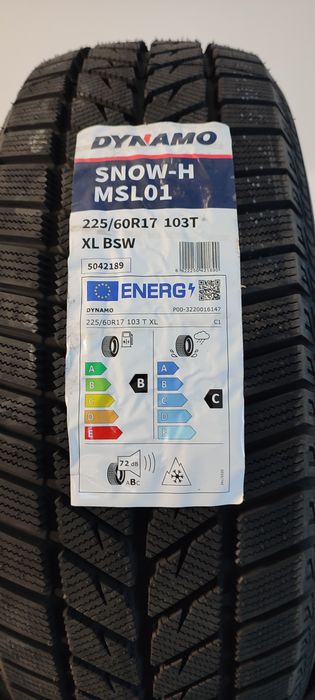 DYNAMO
SNOW-H
MSL01
225/60R17 103T
XL BSW
5042189
ENERG
DYNAMO P00-3220016147
225/60R17 103 T XL C1
A A
B B B
C C C
D D
E E
72 dB
ABC